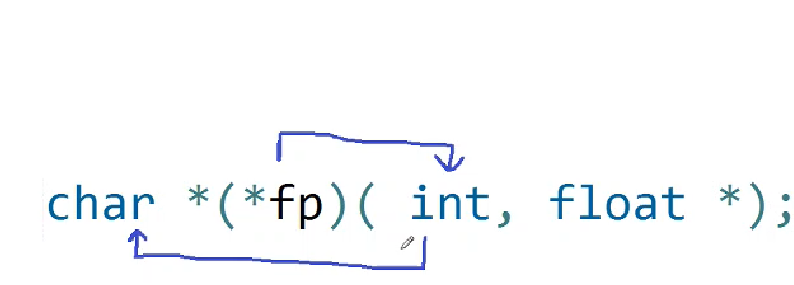 char *(*fp)( int, float *);